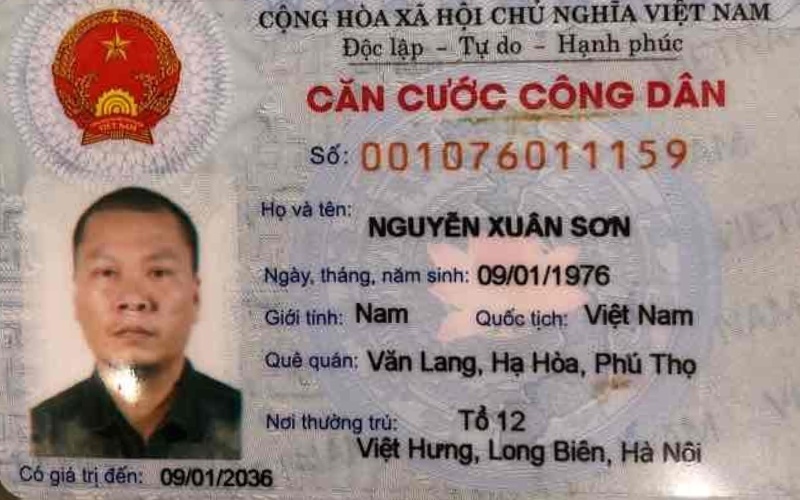 CỘNG HÒA XÃ HỘI CHỦ NGHĨA VIỆT NAM
Độc lập - Tự do - Hạnh phúc
CĂN CƯỚC CÔNG DÂN
Số: 001076011159
Họ và tên: NGUYỄN XUÂN SƠN
Ngày, tháng, năm sinh: 09/01/1976
Giới tính: Nam Quốc tịch: Việt Nam
Quê quán: Văn Lang, Hạ Hòa, Phú Thọ
Nơi thường trú: Tổ 12
Việt Hưng, Long Biên, Hà Nôi
Có giá trị đến: 09/01/2036
VIỆT NAM